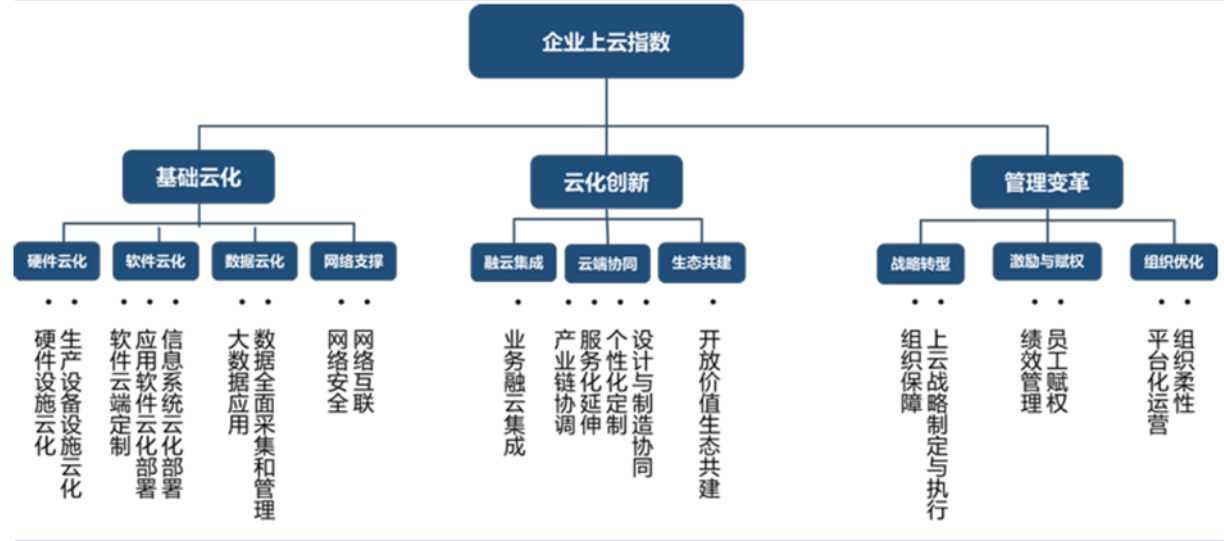 企业上云指数
基础云化
云化创新
管理变革
硬件云化
软件云化
数据云化
网络支撑
融云集成
云端协同
生态共建
战略转型
激励与赋权
组织优化
• 生产设备设施云化
• 硬件设施云化
• 信息系统云化部署
• 应用软件云化部署
• 软件云端定制
• 数据全面采集和管理
• 大数据应用
• 网络互联
• 网络安全
• 业务融云集成
• 设计与制造协同
• 个性化定制
• 服务化延伸
• 产业链协调
• 开放价值生态共建
• 上云战略制定与执行
• 组织保障
• 员工赋权
• 绩效管理
• 组织柔性
• 平台化运营